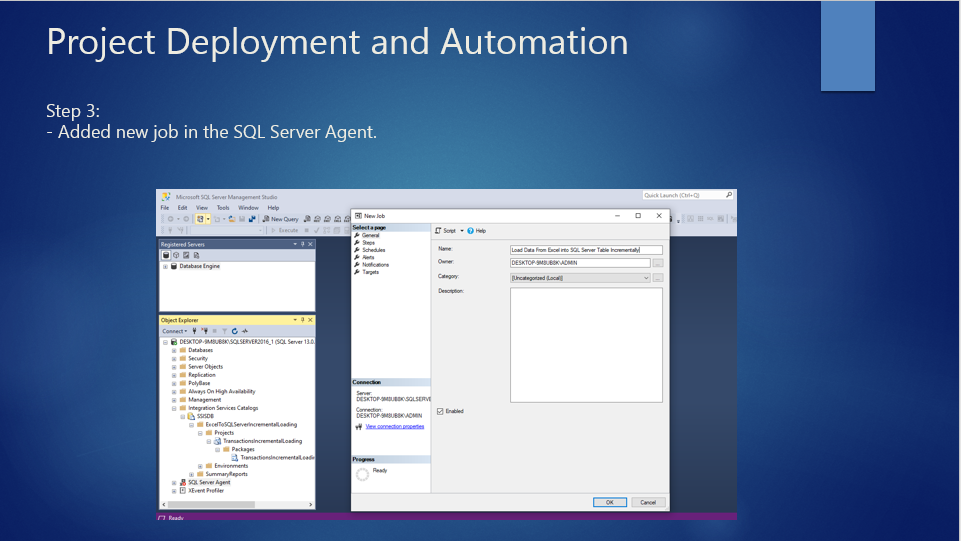 Project Deployment and Automation
Step 3:
- Added new job in the SQL Server Agent.
Microsoft SQL Server Management Studio
Quick Launch (Ctrl+Q)
File Edit View Tools Window Help
New Query
Execute
Registered Servers
Database Engine
Object Explorer
Connect
DESKTOP-9M8UB8K\SQLSERVER2016_1 (SQL Server 13.0.
Databases
Security
Server Objects
Replication
PolyBase
Always On High Availability
Management
Integration Services Catalogs
SSISDB
ExcelToSQLServerIncrementalLoading
Projects
TransactionsIncrementalLoading
Packages
TransactionsIncrementalLoadin
Environments
SummaryReports
SQL Server Agent
XEvent Profiler
Ready
New Job
Select a page
General
Steps
Schedules
Alerts
Notifications
Targets
Connection
Server:
DESKTOP-9M8UB8K\SQLSERVE
Connection:
DESKTOP-9M8UB8K\ADMIN
View connection properties
Progress
Ready
Script Help
Name: Load Data From Excel into SQL Server Table Incrementally
Owner: DESKTOP-9M8UB8K\ADMIN ...
Category: [Uncategorized (Local)] ...
Description:
Enabled
OK Cancel